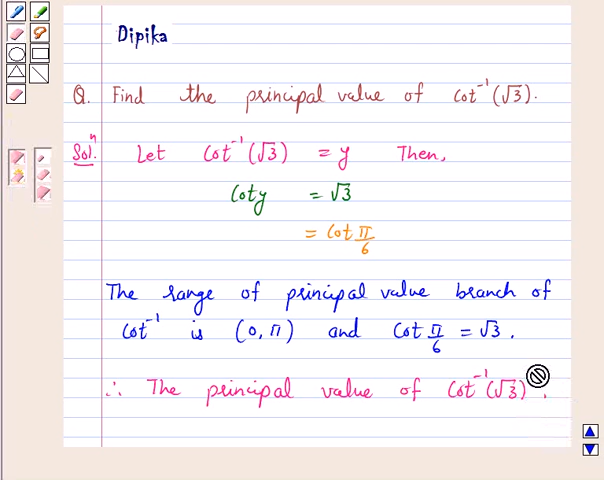 Dipika
Q. Find the principal value of cot⁻¹(√3).
Solⁿ. Let cot⁻¹(√3) = y Then,
cot y = √3
= cot π/6
The range of principal value branch of
cot⁻¹ is (0, π) and cot π/6 = √3.
∴ The principal value of cot⁻¹(√3) .